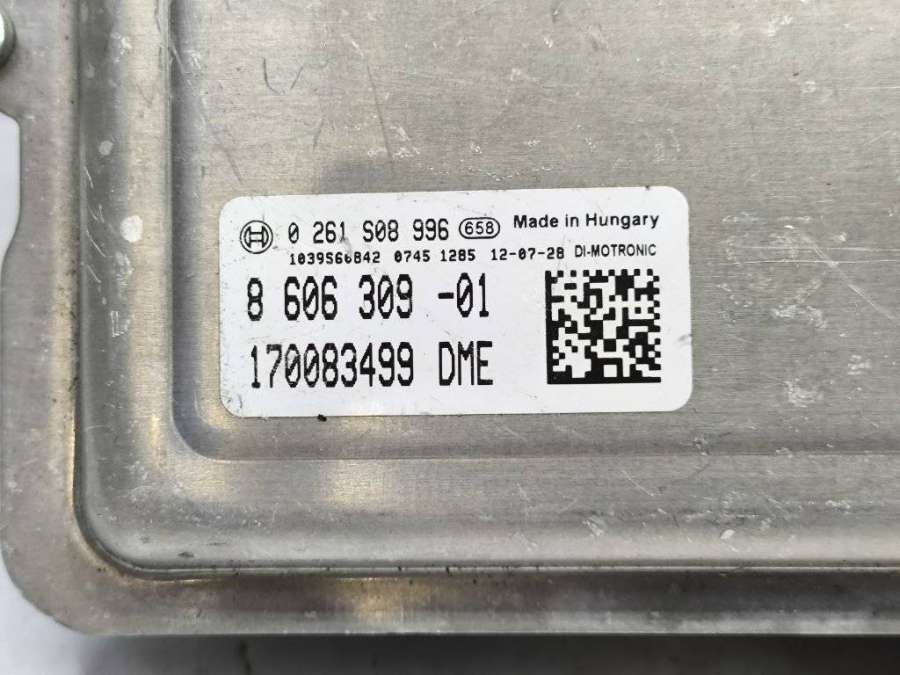 0 261 S08 996 658 Made in Hungary
1039S60842 0745 1285 12-07-28 DI-MOTRONIC
8 606 309 -01
170083499 DME